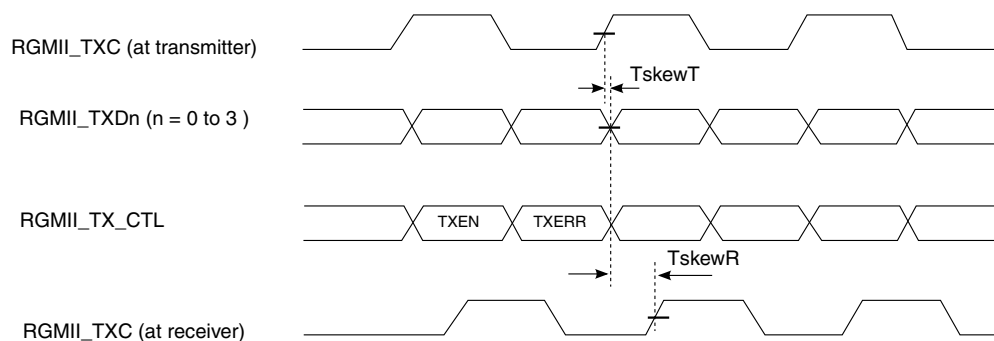 RGMII_TXC (at transmitter)
TskewT
RGMII_TXDn (n = 0 to 3 )
RGMII_TX_CTL
TXEN
TXERR
TskewR
RGMII_TXC (at receiver)